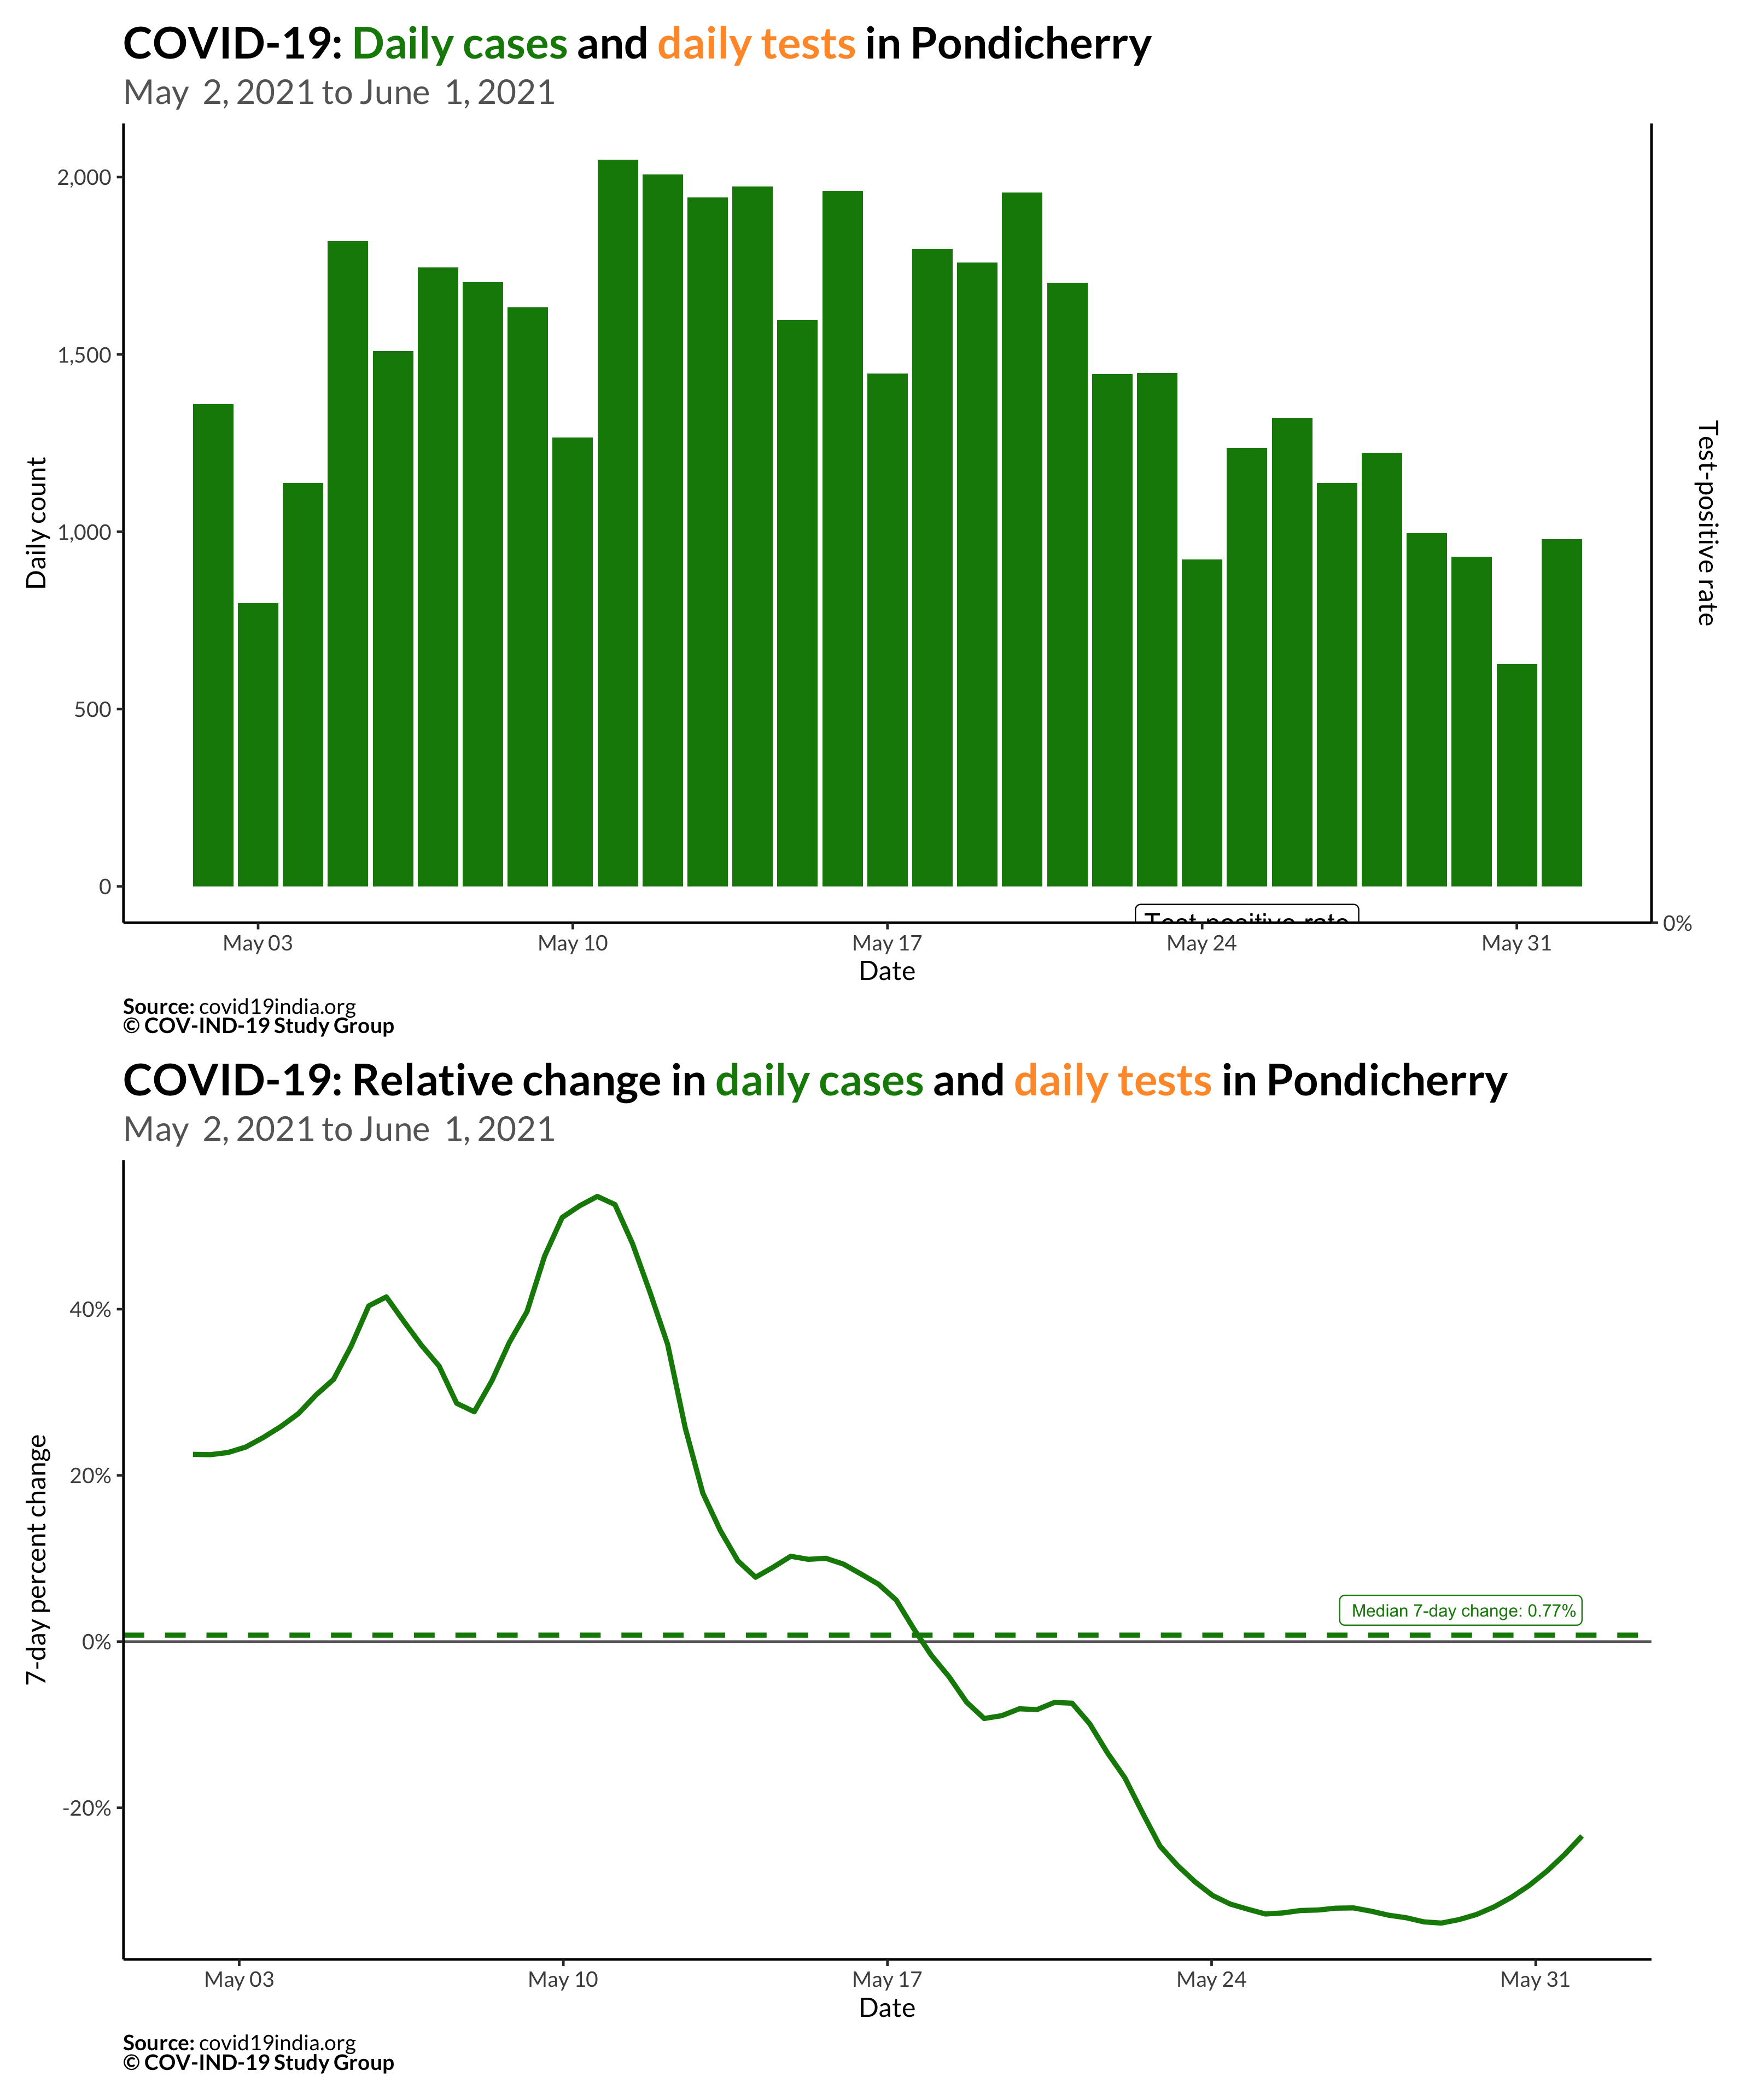 COVID-19: Daily cases and daily tests in Pondicherry
May 2, 2021 to June 1, 2021
2,000
1,500
1,000
500
0
Daily count
Test-positive rate
Test-positive rate
0%
May 03
May 10
May 17
May 24
May 31
Date
Source: covid19india.org
© COV-IND-19 Study Group
COVID-19: Relative change in daily cases and daily tests in Pondicherry
May 2, 2021 to June 1, 2021
40%
20%
0%
-20%
7-day percent change
Median 7-day change: 0.77%
May 03
May 10
May 17
May 24
May 31
Date
Source: covid19india.org
© COV-IND-19 Study Group